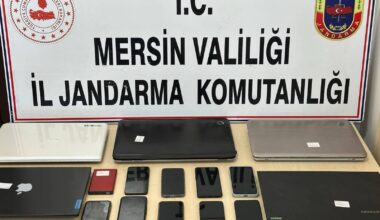 T.C.
MERSİN VALİLİĞİ
İL JANDARMA KOMUTANLIĞI